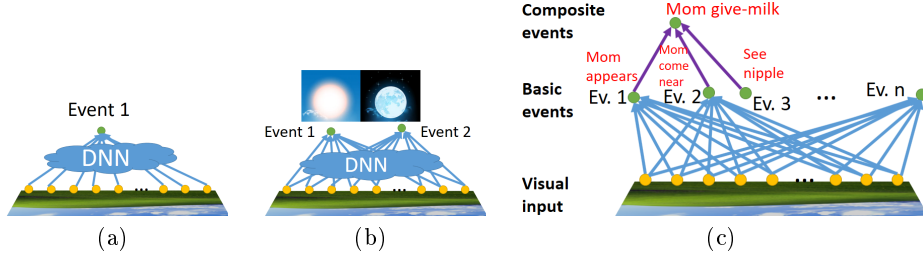 Event 1
DNN
...
(a)
Event 1
Event 2
DNN
...
(b)
Composite
events
Mom give-milk
Mom
appears
Mom
come
near
See
nipple
Basic
events
Ev. 1
Ev. 2
Ev. 3
...
Ev. n
Visual
input
...
(c)